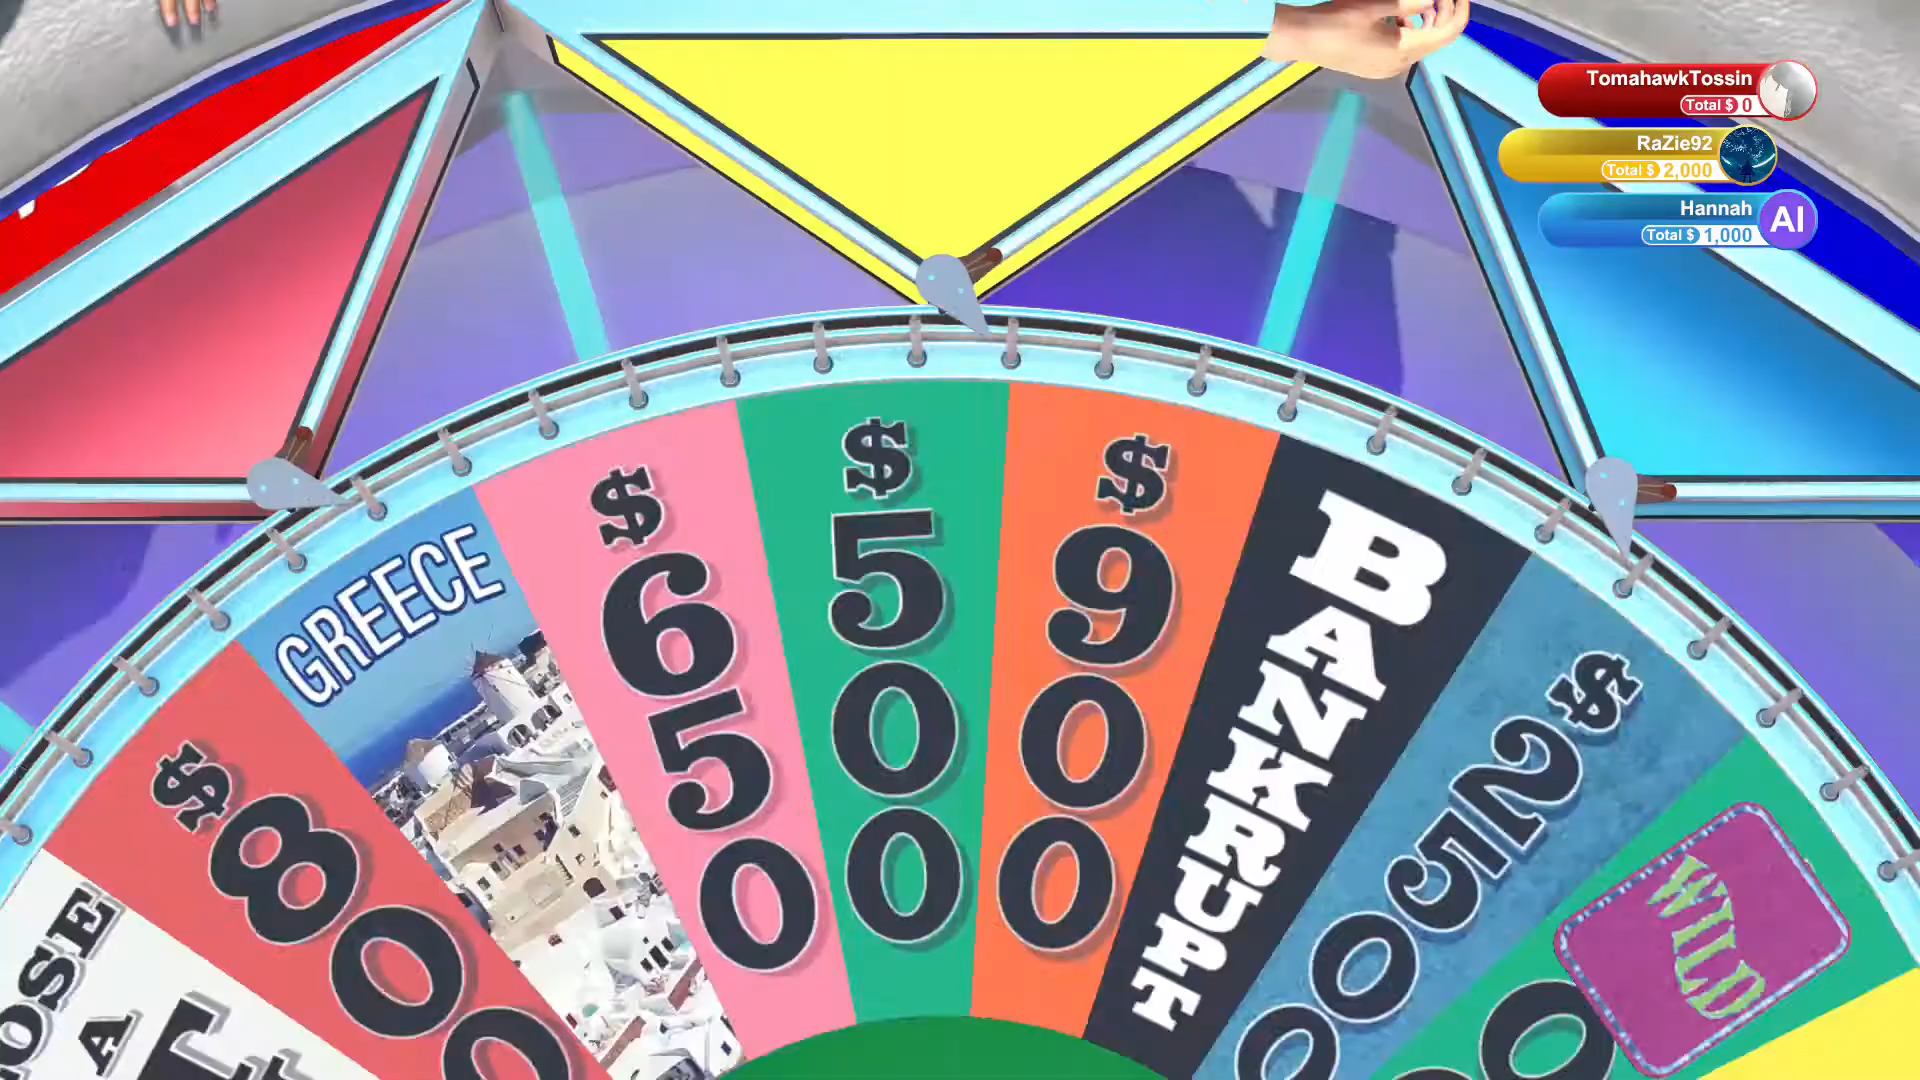 TomahawkTossin
Total $ 0
RaZie92
Total $ 2,000
Hannah
AI
Total $ 1,000
LOSE
A
T
$800
GREECE
$650
$500
$900
BANKRUPT
$2500
WILD